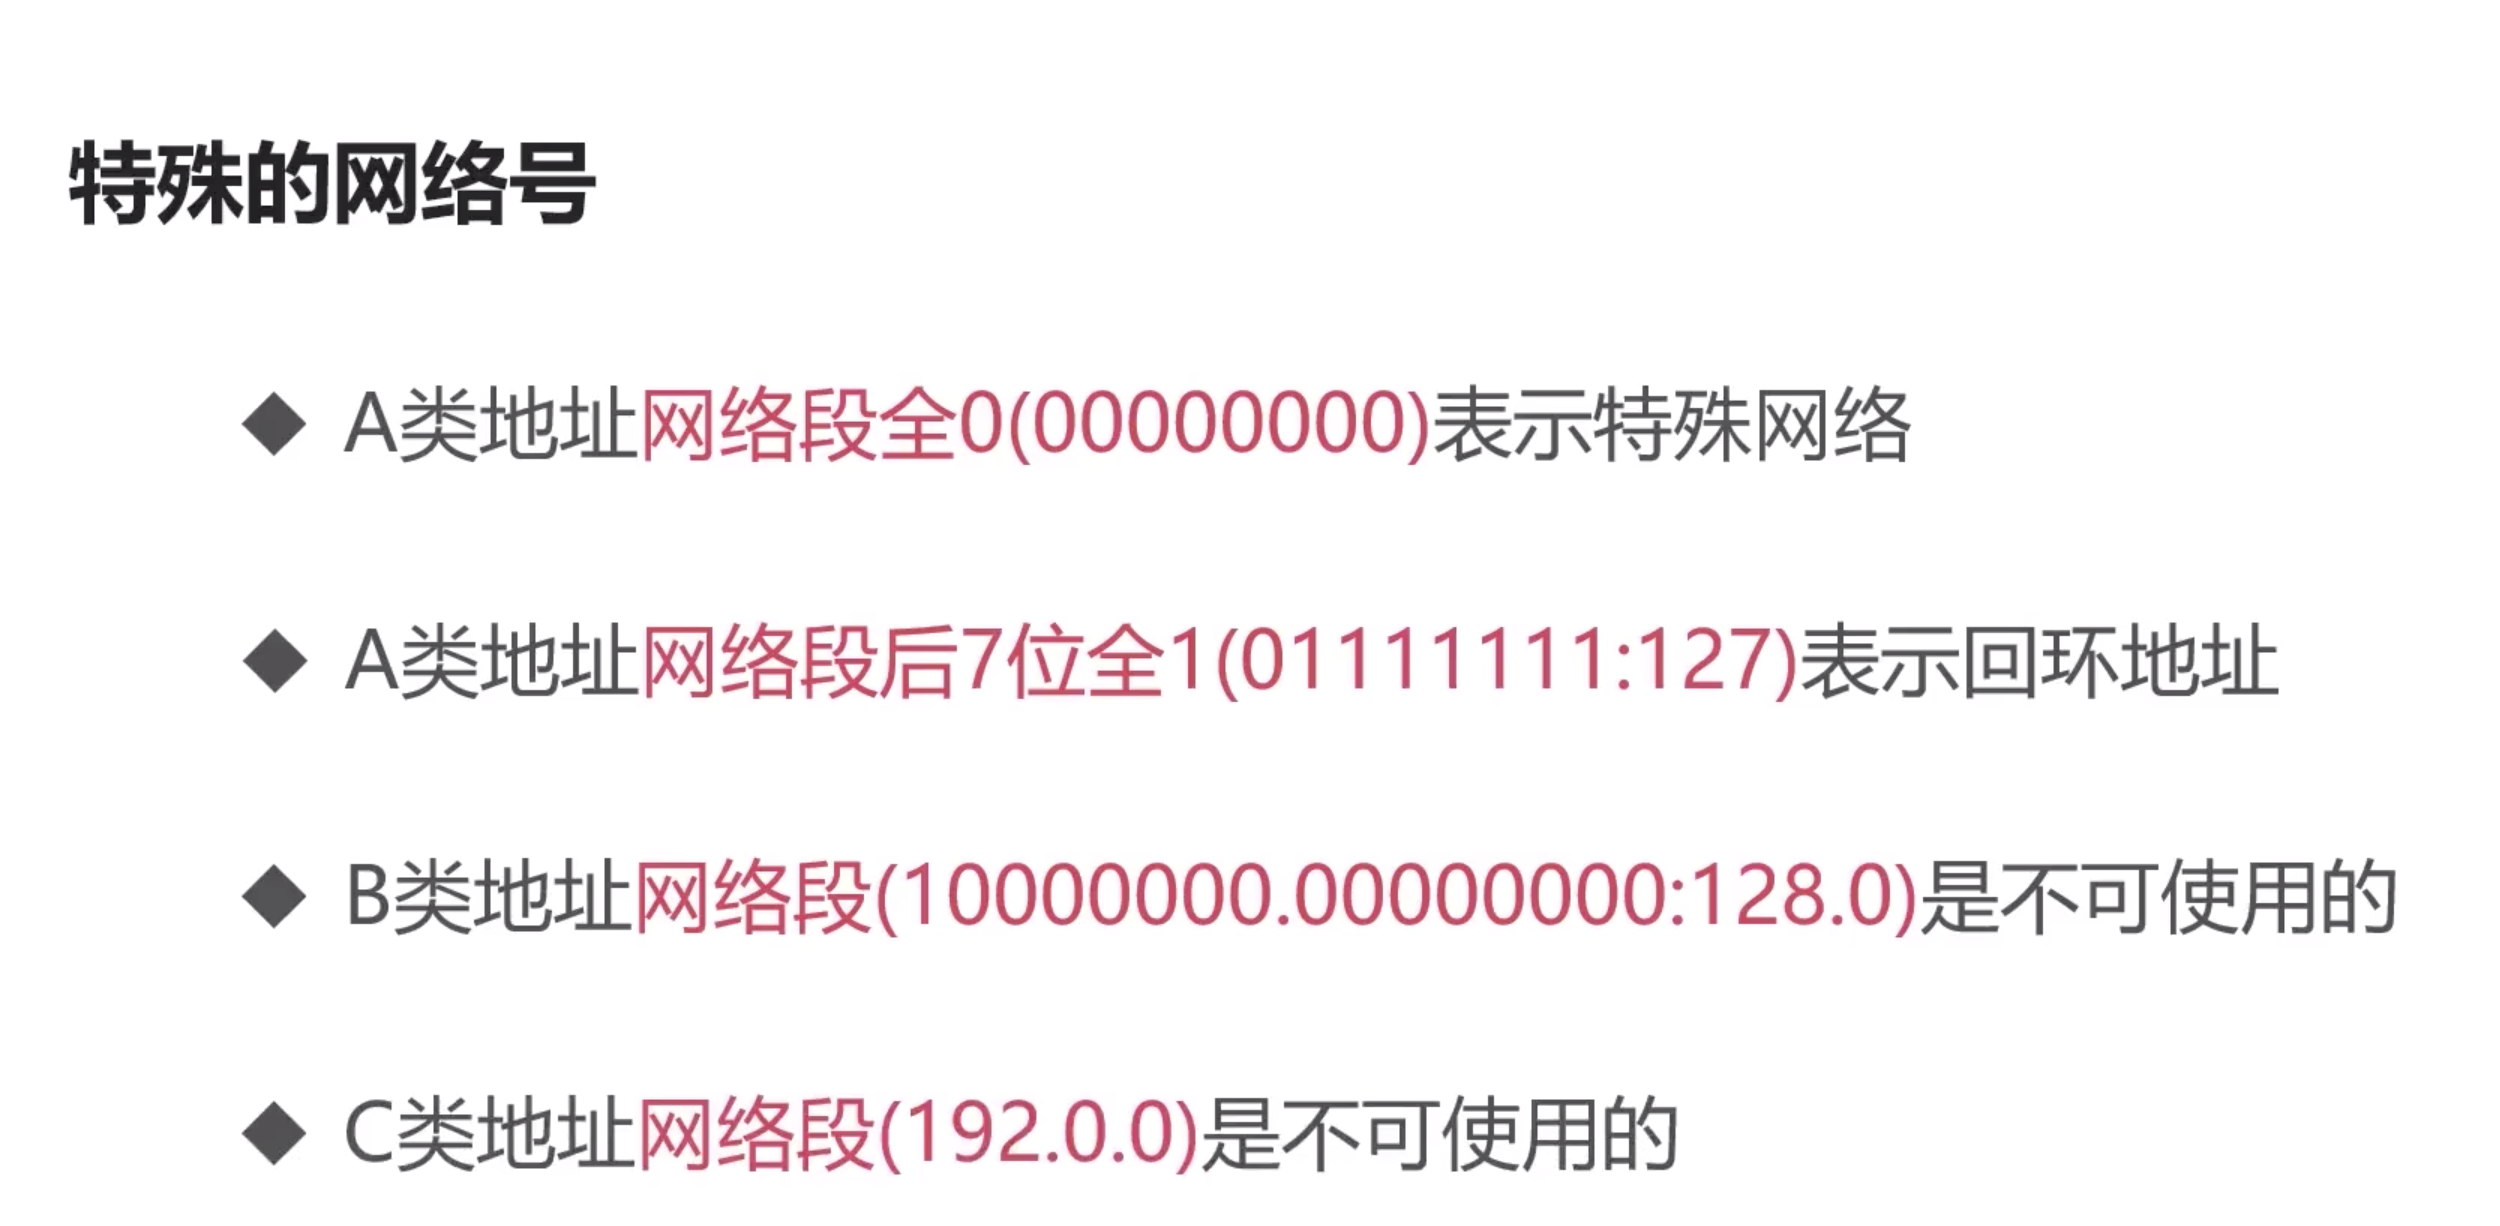 特殊的网络号
◆ A类地址网络段全0(00000000)表示特殊网络
◆ A类地址网络段后7位全1(01111111:127)表示回环地址
◆ B类地址网络段(10000000.00000000:128.0)是不可使用的
◆ C类地址网络段(192.0.0)是不可使用的